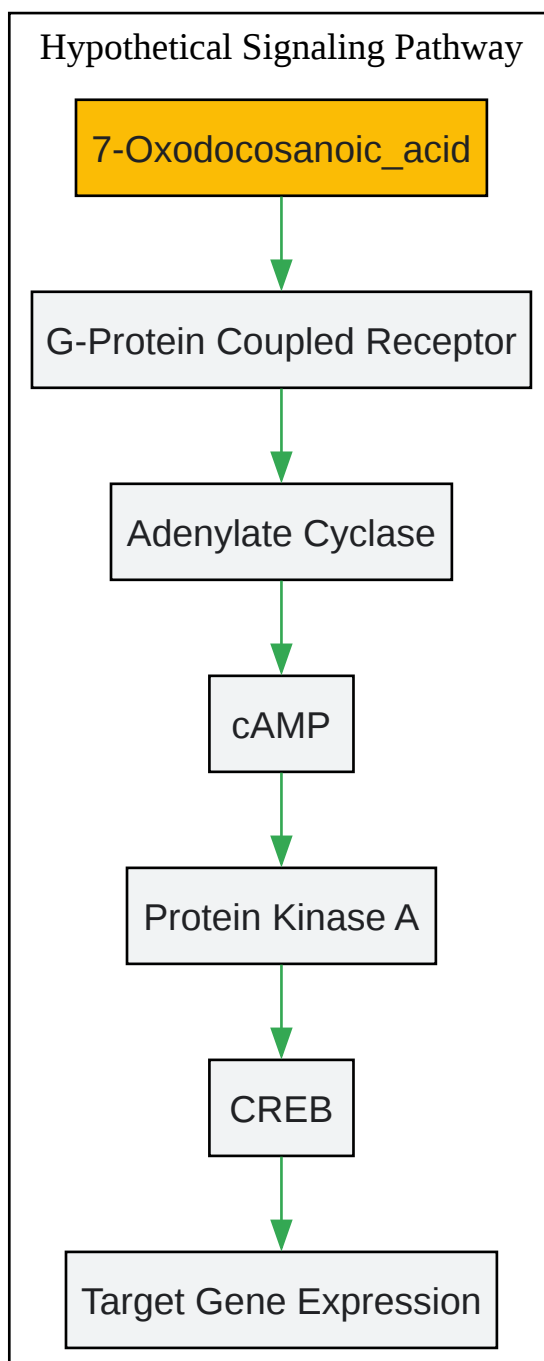 Hypothetical Signaling Pathway
7-Oxodocosanoic_acid
G-Protein Coupled Receptor
Adenylate Cyclase
cAMP
Protein Kinase A
CREB
Target Gene Expression